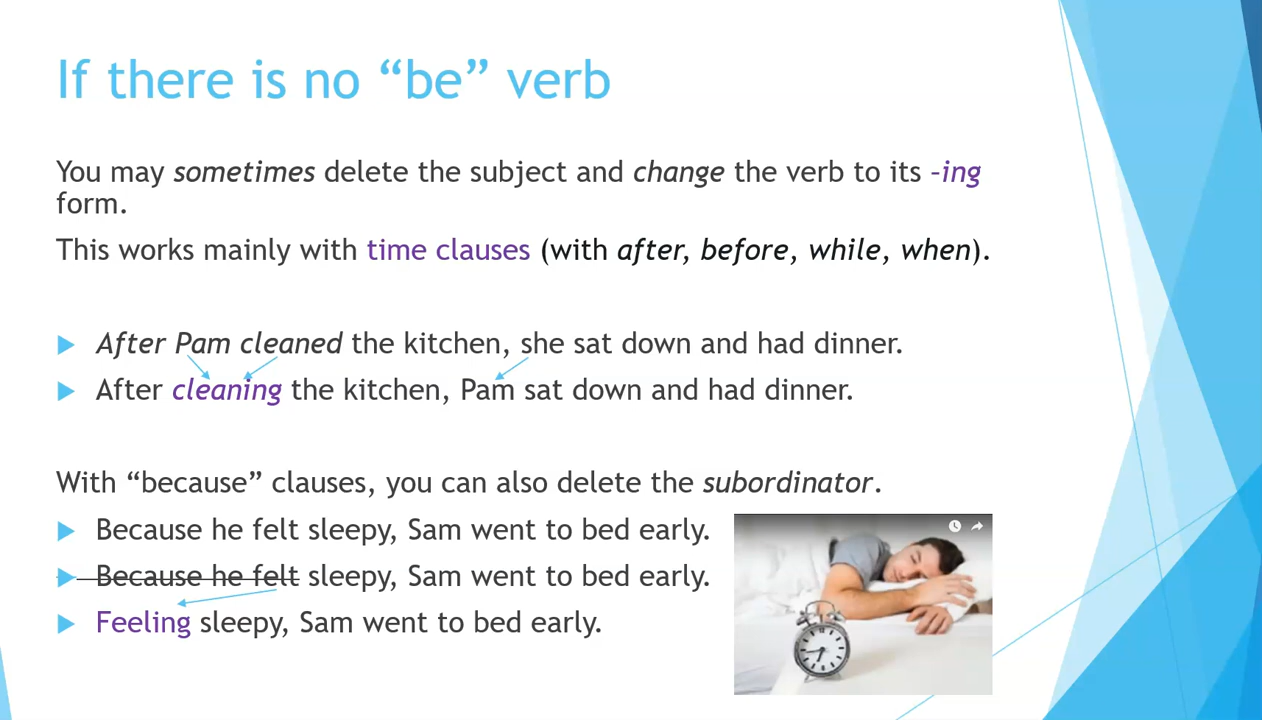 If there is no “be” verb
You may sometimes delete the subject and change the verb to its –ing
form.
This works mainly with time clauses (with after, before, while, when).
After Pam cleaned the kitchen, she sat down and had dinner.
After cleaning the kitchen, Pam sat down and had dinner.
With “because” clauses, you can also delete the subordinator.
Because he felt sleepy, Sam went to bed early.
Because he felt sleepy, Sam went to bed early.
Feeling sleepy, Sam went to bed early.